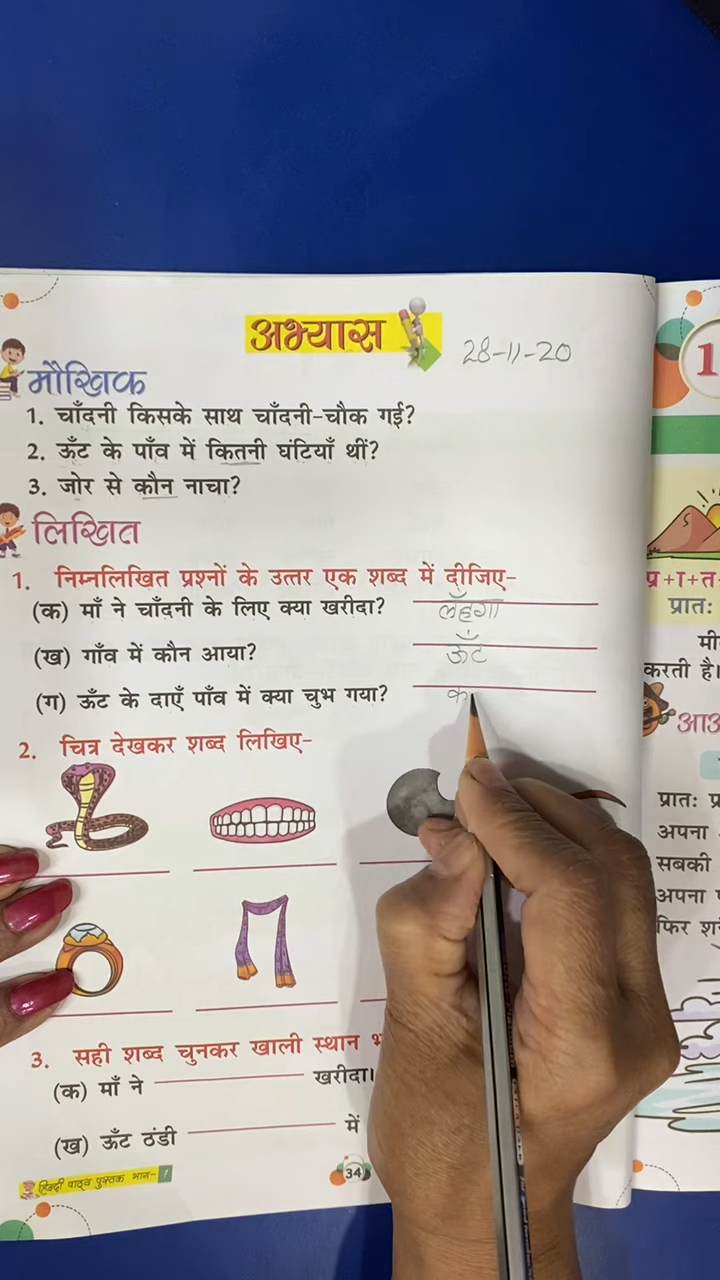 अभ्यास
28-11-20
मौखिक
1. चाँदनी किसके साथ चाँदनी-चौक गई?
2. ऊँट के पाँव में कितनी घंटियाँ थीं?
3. जोर से कौन नाचा?
लिखित
1. निम्नलिखित प्रश्नों के उत्तर एक शब्द में दीजिए-
(क) माँ ने चाँदनी के लिए क्या खरीदा? लहँगा
(ख) गाँव में कौन आया? ऊँट
(ग) ऊँट के दाएँ पाँव में क्या चुभ गया? क
2. चित्र देखकर शब्द लिखिए-
3. सही शब्द चुनकर खाली स्थान
(क) माँ ने खरीदा।
(ख) ऊँट ठंडी में
हिन्दी पाठ्य पुस्तक भाग-1
34
1
प्र+ा+त
प्रातः
मी
करती है।
आओ
प्रातः प्र
अपना
सबकी
अपना
फिर